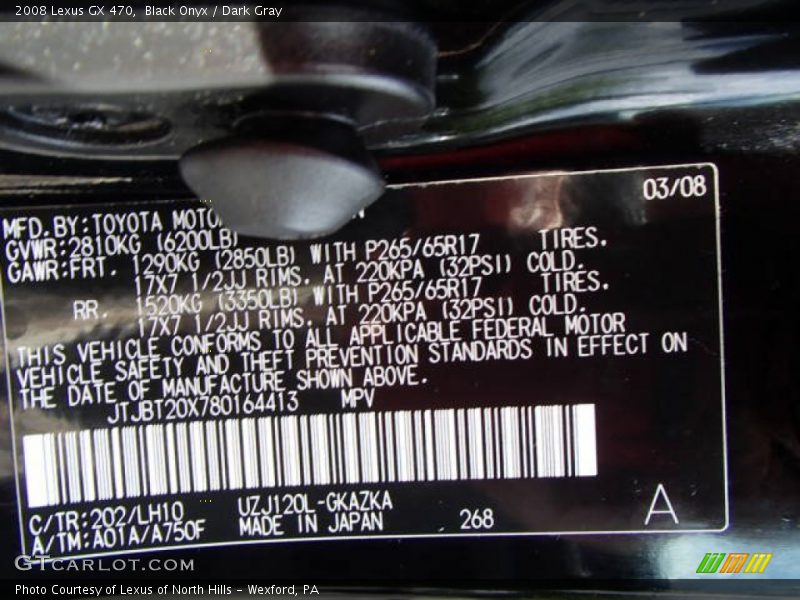 2008 Lexus GX 470, Black Onyx / Dark Gray
03/08
MFD.BY:TOYOTA
GVWR:2810KG (6200LB)
GAWR:FRT. 1290KG (2850LB) WITH P265/65R17 TIRES.
17X7 1/2JJ RIMS. AT 220KPA (32PSI) COLD.
RR. 1520KG (3350LB) WITH P265/65R17 TIRES.
17X7 1/2JJ RIMS. AT 220KPA (32PSI) COLD.
THIS VEHICLE CONFORMS TO ALL APPLICABLE FEDERAL MOTOR
VEHICLE SAFETY AND THEFT PREVENTION STANDARDS IN EFFECT ON
THE DATE OF MANUFACTURE SHOWN ABOVE.
JTJBT20X780164413 MPV
C/TR:202/LH10 UZJ120L-GKAZKA
A/TM:A01A/A750F MADE IN JAPAN 268 A
GTCARLOT.COM
Photo Courtesy of Lexus of North Hills - Wexford, PA